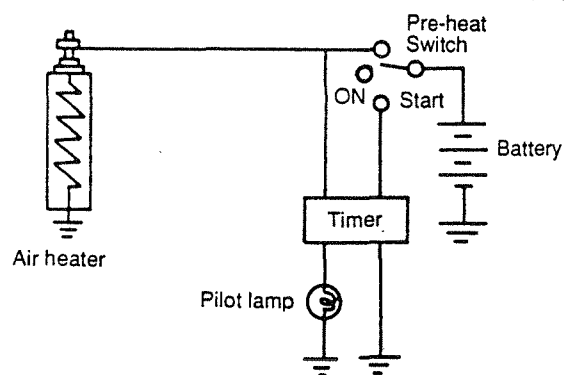 Pre-heat
Switch
ON
Start
Battery
Timer
Air heater
Pilot lamp